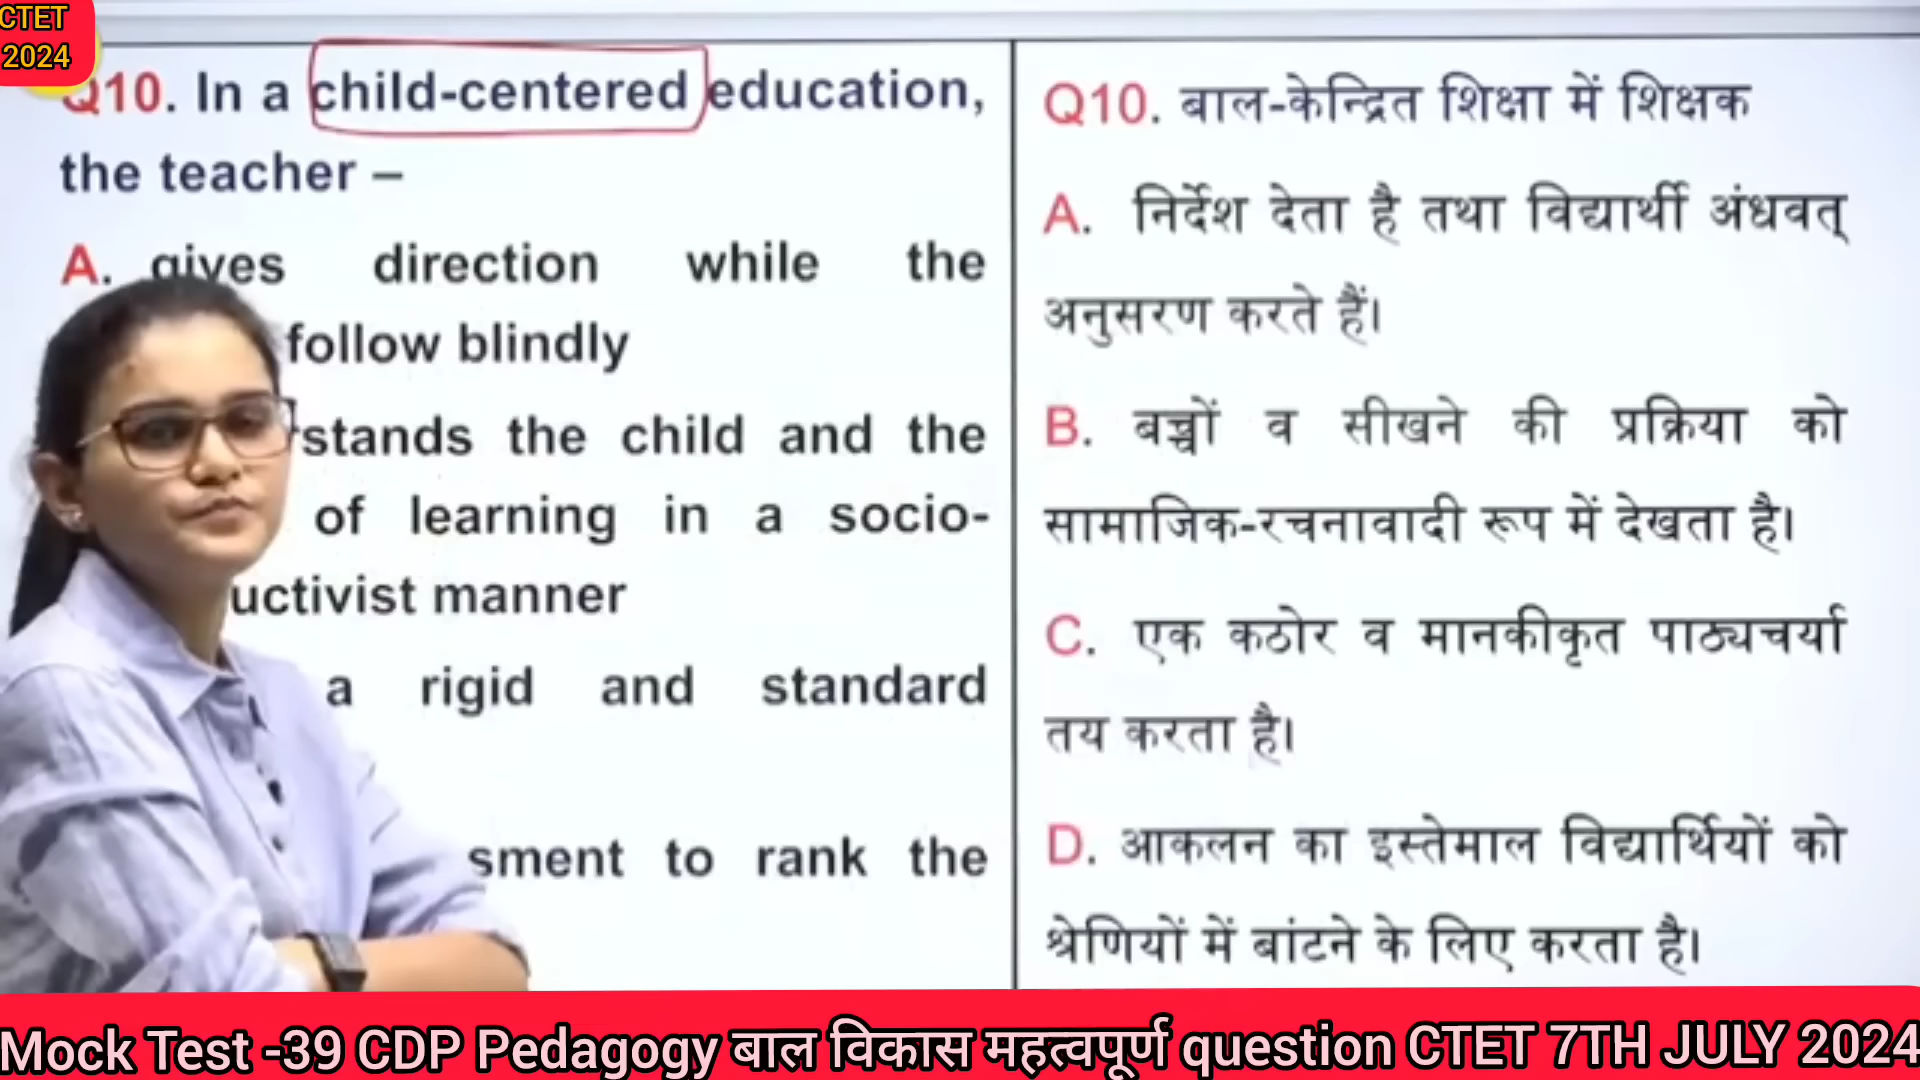 CTET
2024
Q10. In a child-centered education,
the teacher –
A. gives direction while the
follow blindly
stands the child and the
of learning in a socio-
uctivist manner
a rigid and standard
sment to rank the
Q10. बाल-केन्द्रित शिक्षा में शिक्षक
A. निर्देश देता है तथा विद्यार्थी अंधवत्
अनुसरण करते हैं।
B. बच्चों व सीखने की प्रक्रिया को
सामाजिक-रचनावादी रूप में देखता है।
C. एक कठोर व मानकीकृत पाठ्यचर्या
तय करता है।
D. आकलन का इस्तेमाल विद्यार्थियों को
श्रेणियों में बांटने के लिए करता है।
Mock Test -39 CDP Pedagogy बाल विकास महत्वपूर्ण question CTET 7TH JULY 2024